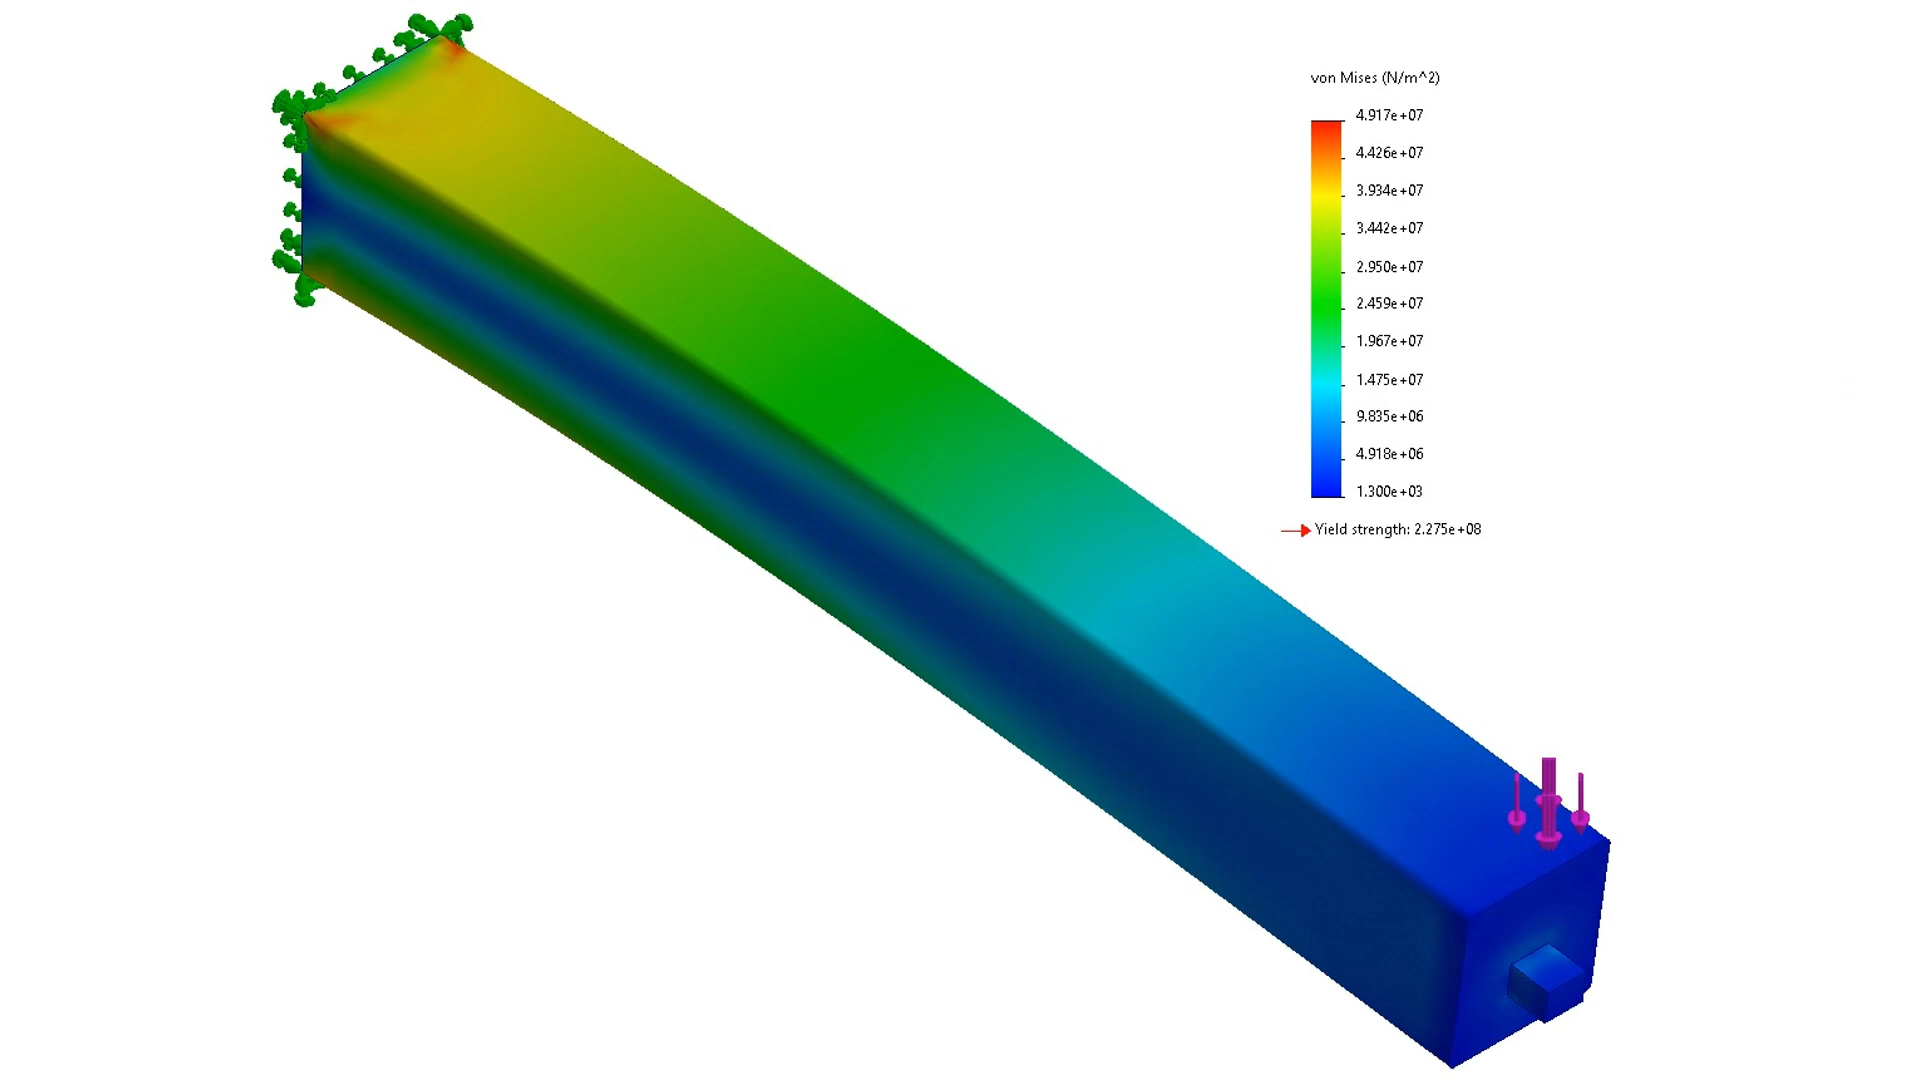 von Mises (N/m^2)
4.917e+07
4.426e+07
3.934e+07
3.442e+07
2.950e+07
2.459e+07
1.967e+07
1.475e+07
9.835e+06
4.918e+06
1.300e+03
Yield strength: 2.275e+08